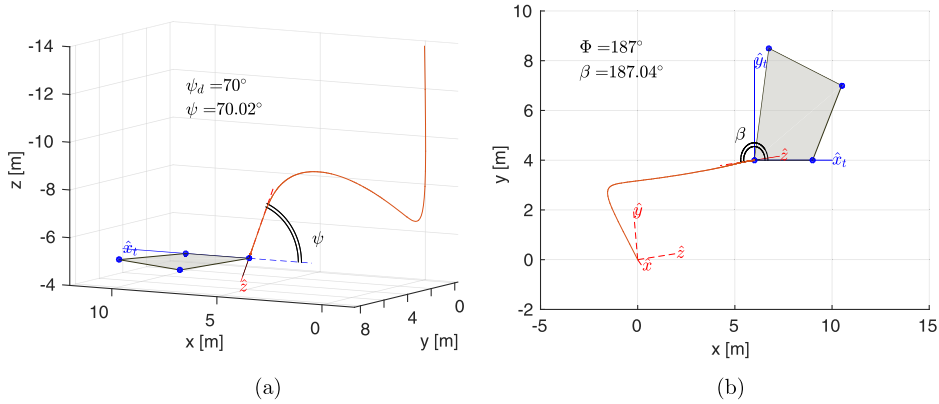 -14
-12
-10
-8
-6
-4
z [m]
ψ_d =70°
ψ =70.02°
x̂_t
ẑ
ψ
10
5
0
x [m]
8
4
0
y [m]
(a)
10
8
6
4
2
0
-2
y [m]
Φ =187°
β =187.04°
ŷ_t
β
ẑ
x̂_t
ŷ
ẑ
x̂
-5
0
5
10
15
x [m]
(b)